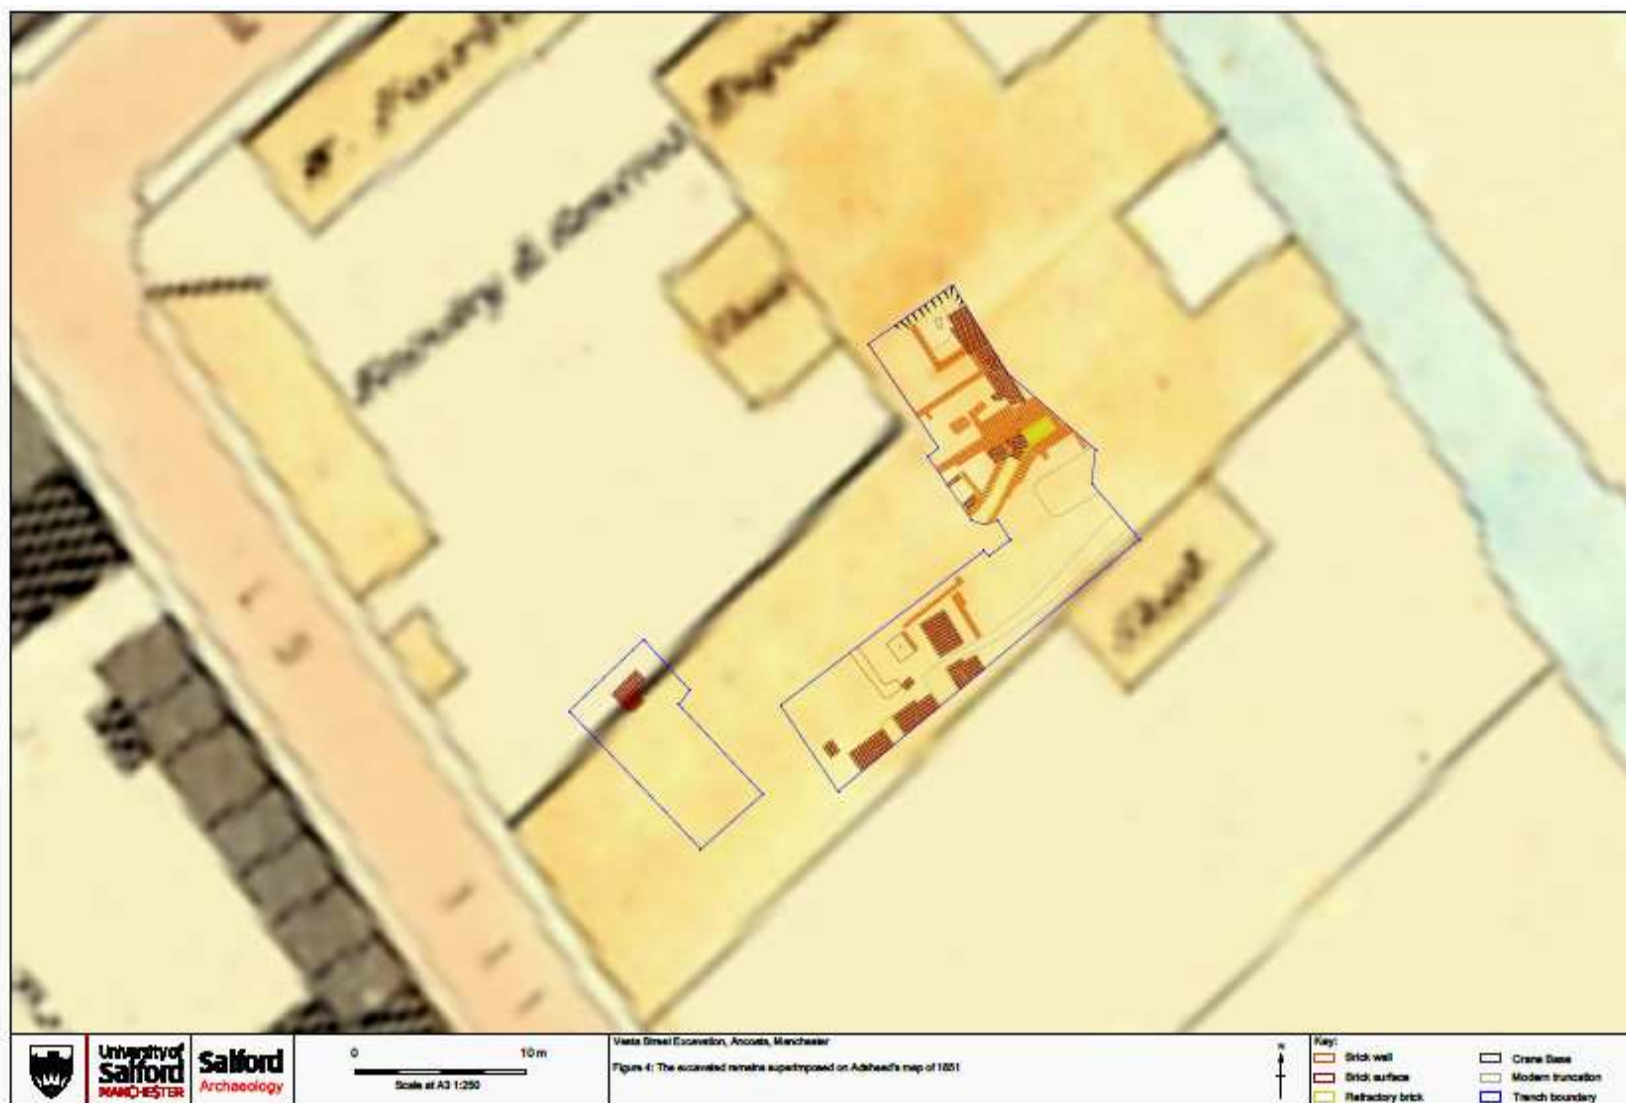 Foundry & General
Shed
Shed
L
S
University of
Salford
MANCHESTER
Salford
Archaeology
0 10 m
Scale at A3 1:250
Vesta Street Excavation, Ancoats, Manchester
Figure 4: The excavated remains superimposed on Adshead's map of 1851
N
Key:
Brick wall
Brick surface
Refractory brick
Crane Base
Modern truncation
Trench boundary